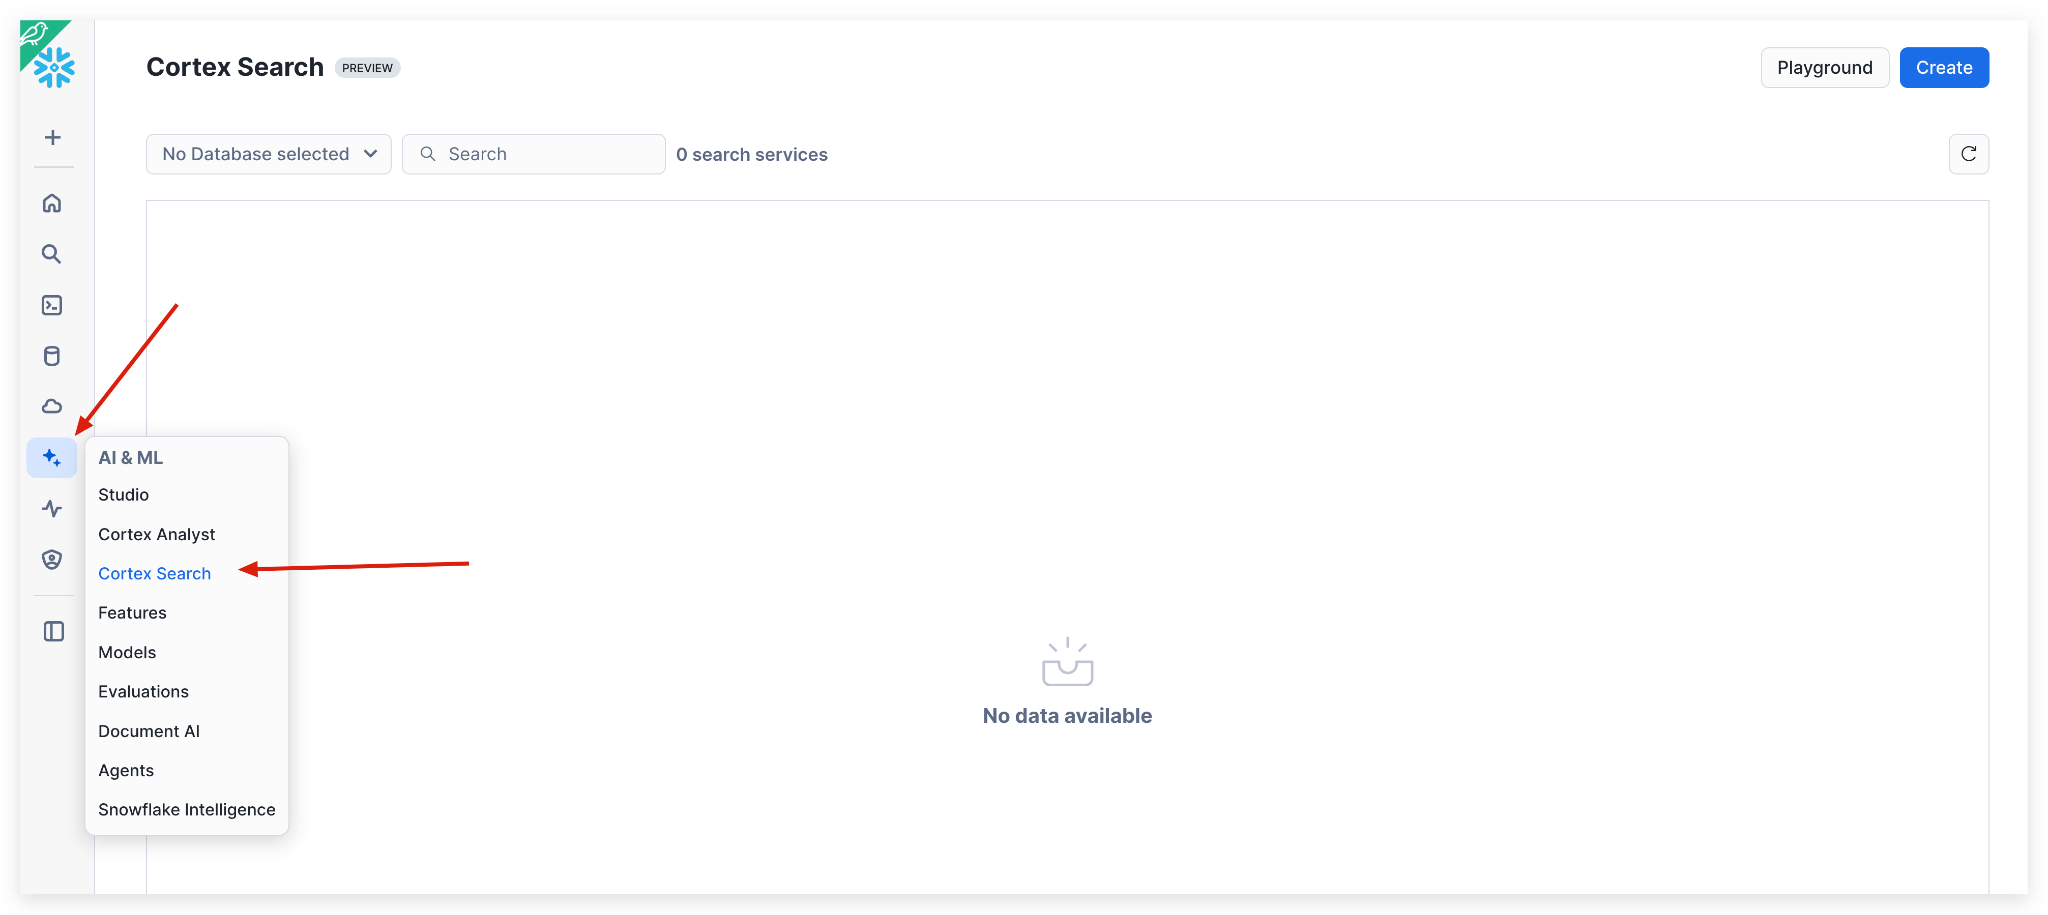 Cortex Search PREVIEW
Playground
Create
No Database selected
Search
0 search services
AI & ML
Studio
Cortex Analyst
Cortex Search
Features
Models
Evaluations
Document AI
Agents
Snowflake Intelligence
No data available